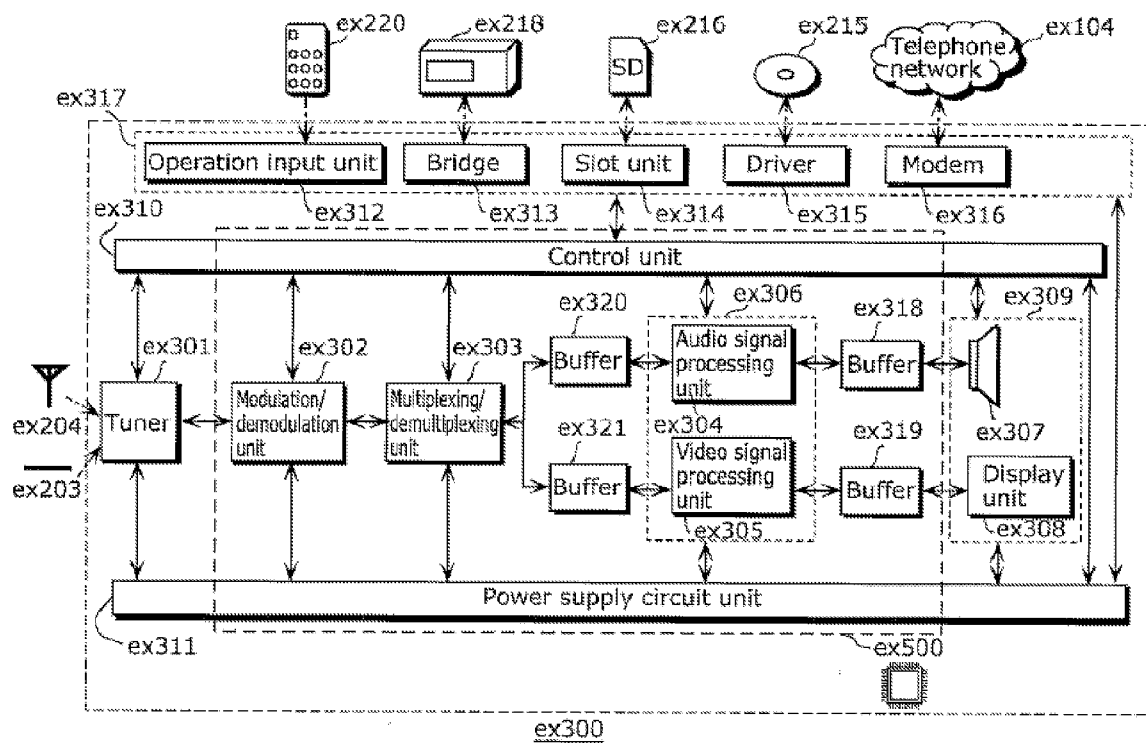 ex220
ex218
ex216
ex215
ex104
SD
Telephone
network
ex317
Operation input unit
Bridge
Slot unit
Driver
Modem
ex310
ex312
ex313
ex314
ex315
ex316
Control unit
ex320
ex306
ex318
ex309
ex301
ex302
ex303
Buffer
Audio signal
processing
unit
Buffer
Tuner
Modulation/
demodulation
unit
Multiplexing/
demultiplexing
unit
ex204
ex304
ex307
ex321
ex319
ex203
Buffer
Video signal
processing
unit
Buffer
Display
unit
ex305
ex308
Power supply circuit unit
ex311
ex500
ex300